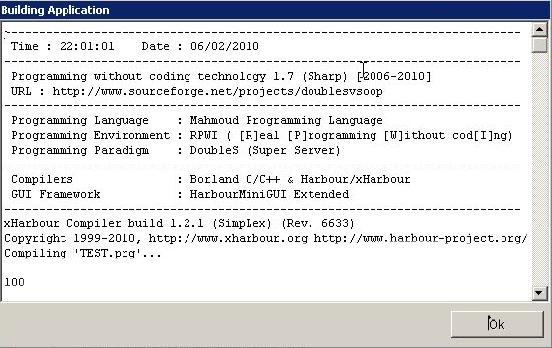 Building Application
--------------------------------------------------------------------------
Time : 22:01:01 Date : 06/02/2010
--------------------------------------------------------------------------
Programming without coding technology 1.7 (Sharp) [2006-2010]
URL : http://www.sourceforge.net/projects/doublesvsoop
--------------------------------------------------------------------------
Programming Language : Mahmoud Programming Language
Programming Environment : RPWI ( [R]eal [P]rogramming [W]ithout cod[I]ng)
Programming Paradigm : DoubleS (Super Server)
--------------------------------------------------------------------------
Compilers : Borland C/C++ & Harbour/xHarbour
GUI Framework : HarbourMiniGUI Extended
--------------------------------------------------------------------------
xHarbour Compiler build 1.2.1 (SimpLex) (Rev. 6633)
Copyright 1999-2010, http://www.xharbour.org http://www.harbour-project.org/
Compiling 'TEST.prg'...
100
Ok